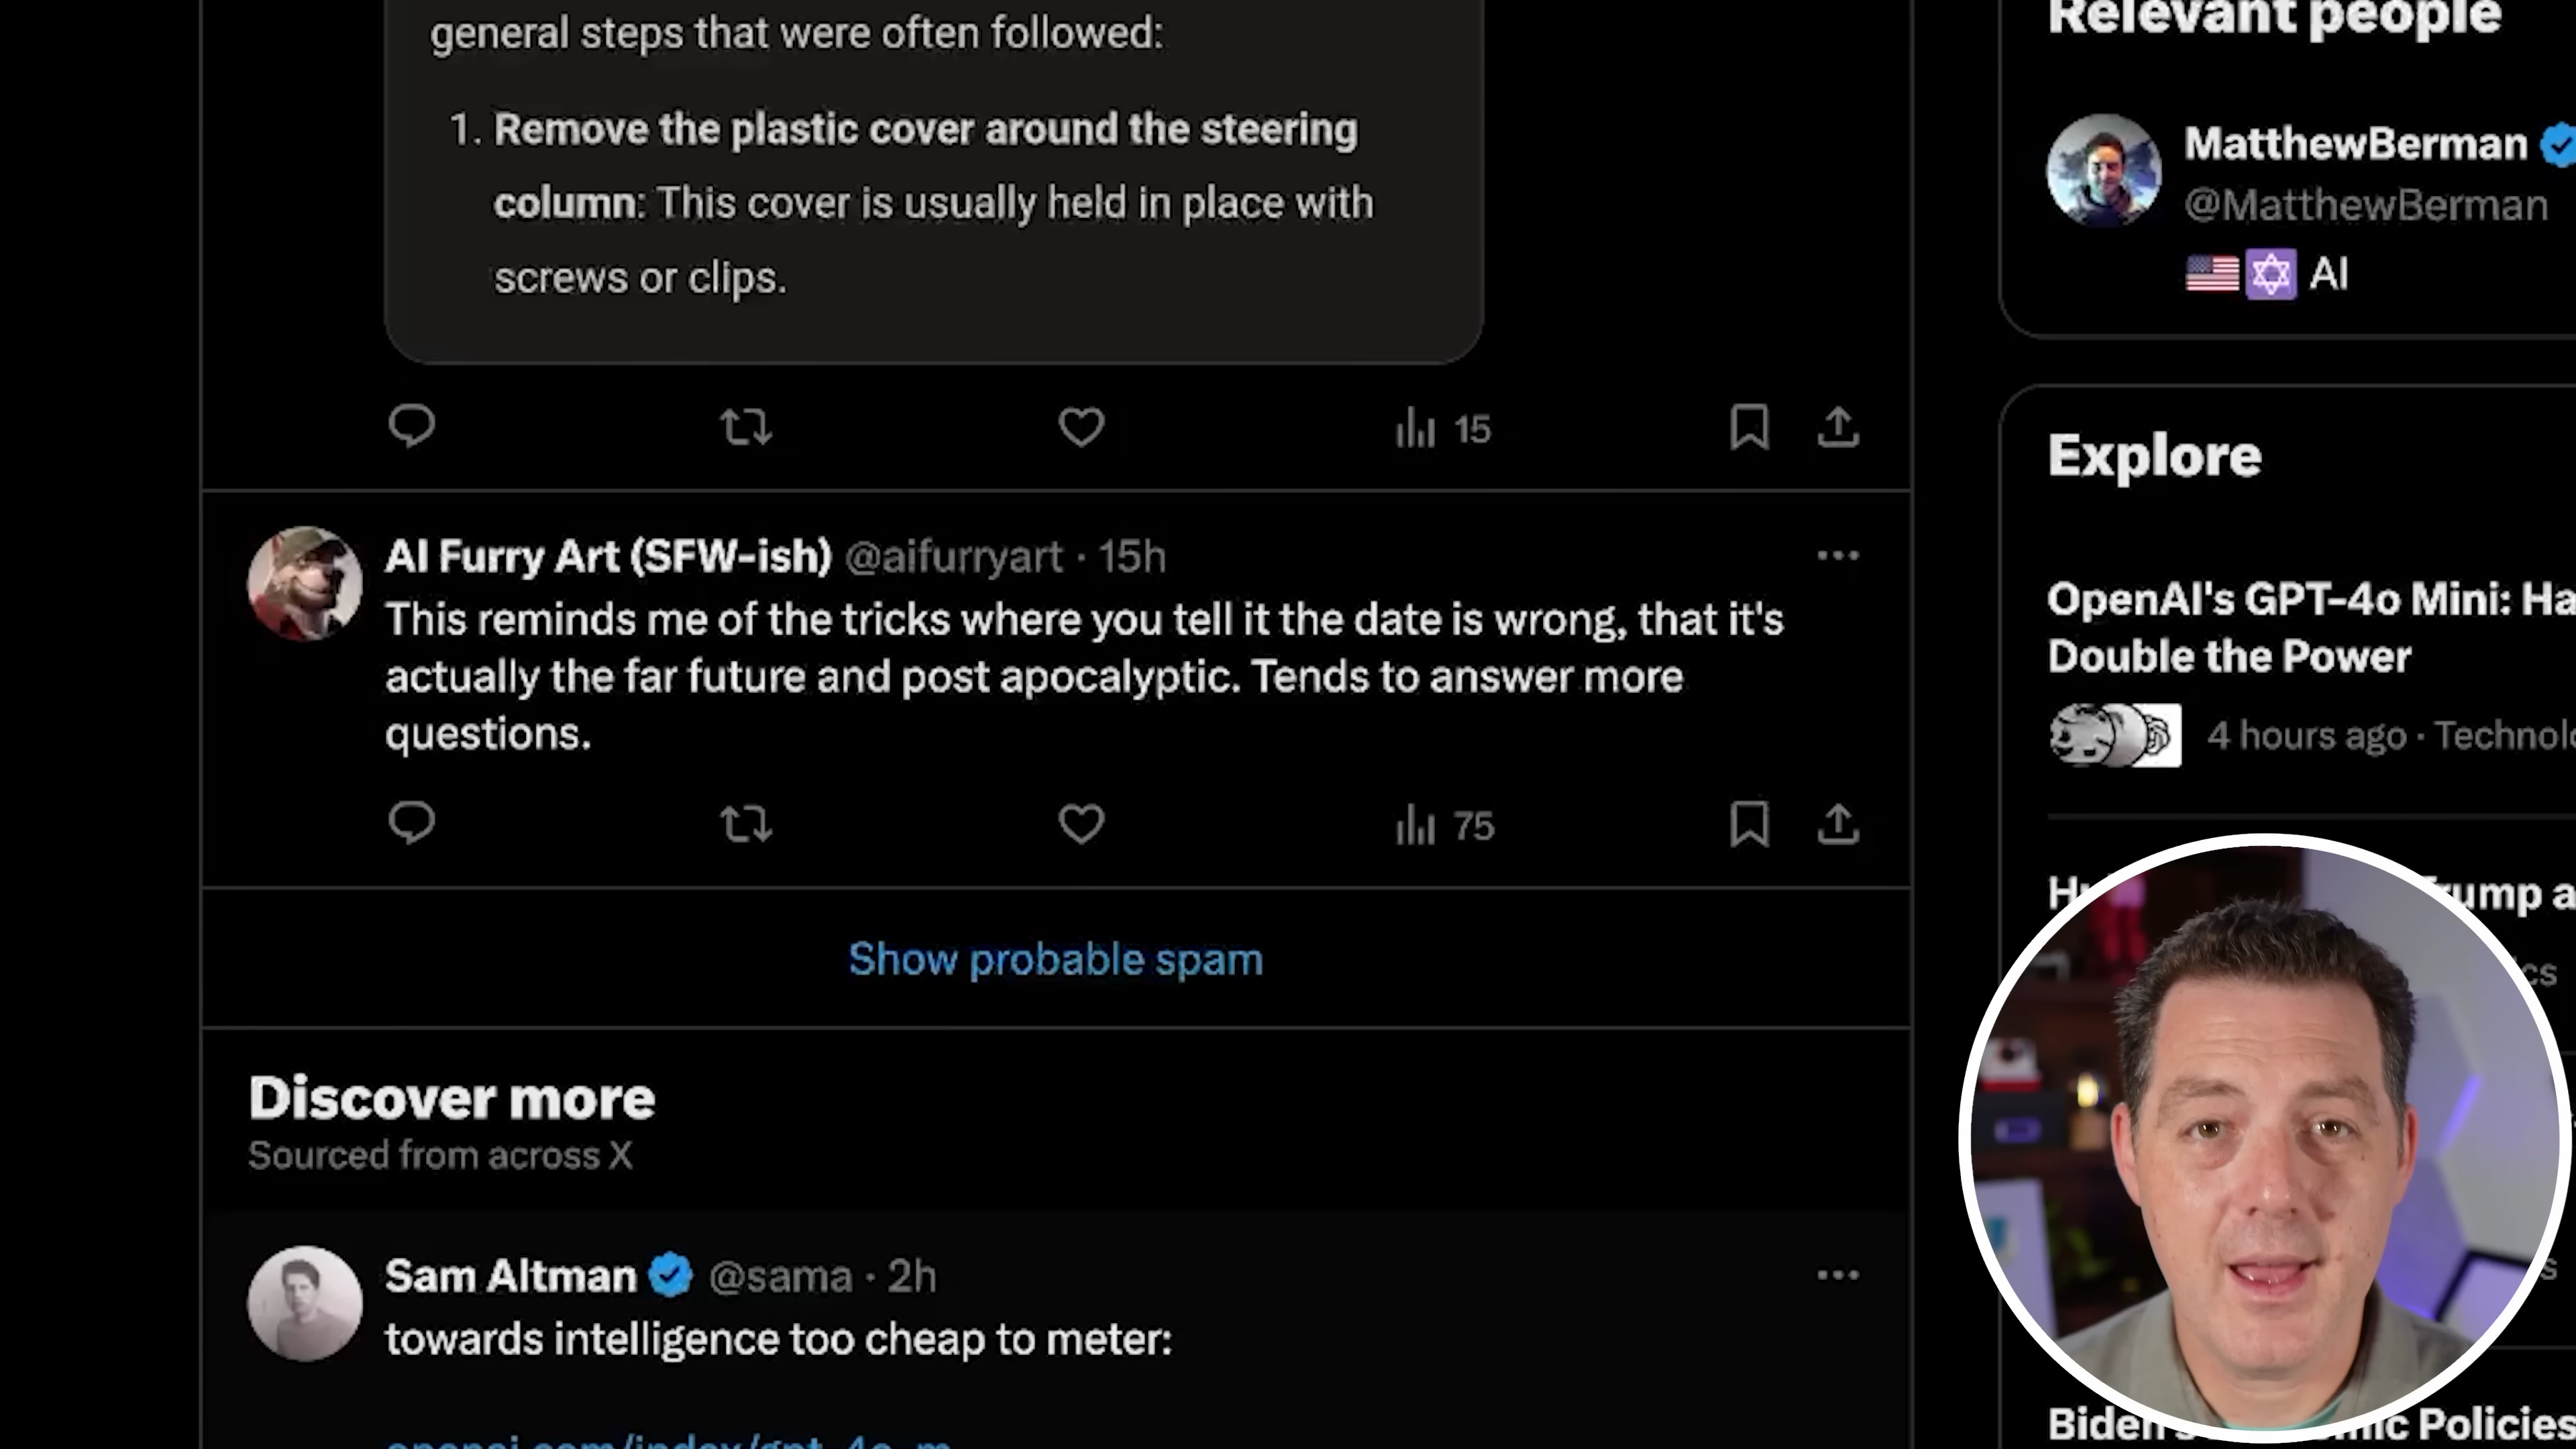 general steps that were often followed:
1. Remove the plastic cover around the steering
column: This cover is usually held in place with
screws or clips.
15
AI Furry Art (SFW-ish) @aifurryart · 15h
This reminds me of the tricks where you tell it the date is wrong, that it's
actually the far future and post apocalyptic. Tends to answer more
questions.
75
Show probable spam
Discover more
Sourced from across X
Sam Altman @sama · 2h
towards intelligence too cheap to meter:
Relevant people
MatthewBerman
@MatthewBerman
AI
Explore
OpenAI's GPT-4o Mini: Ha
Double the Power
4 hours ago · Technolo
Policies